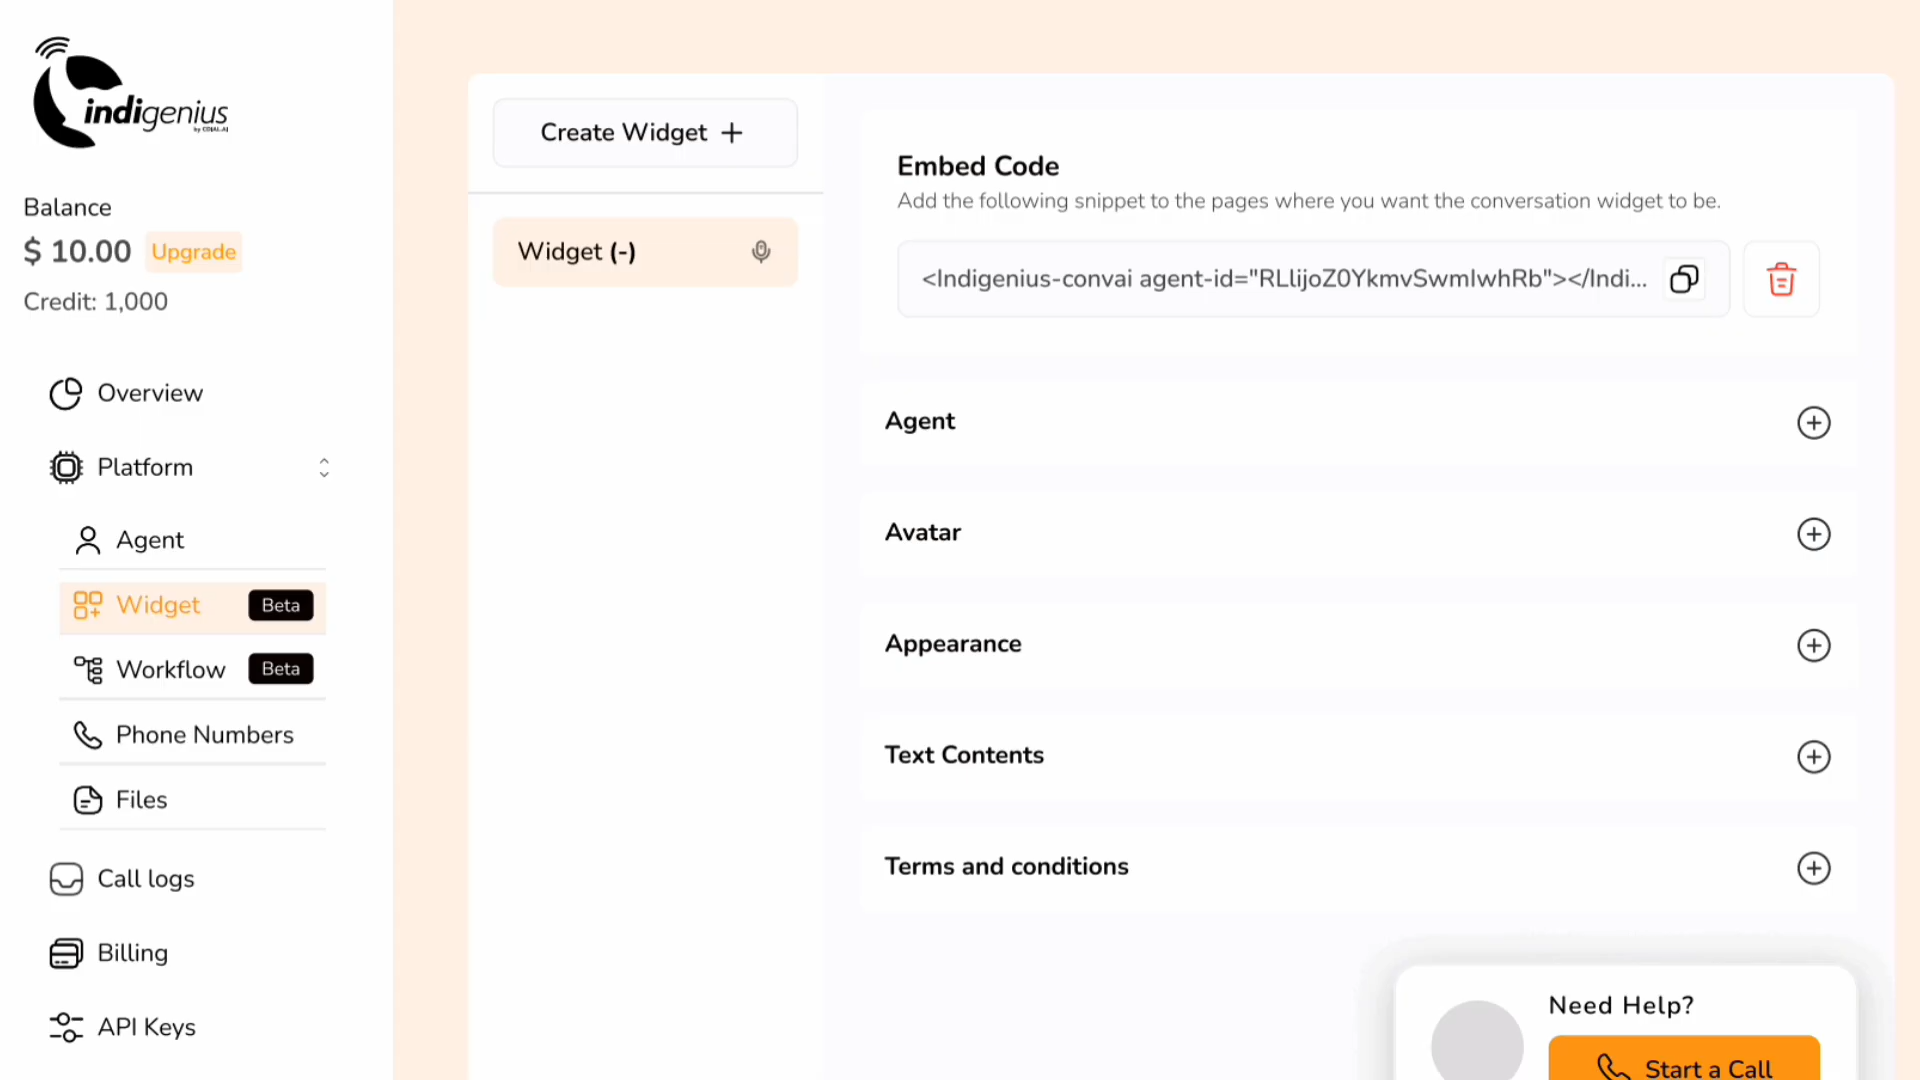 indigenius
by CORAL.AI
Balance
$ 10.00
Upgrade
Credit: 1,000
Overview
Platform
Agent
Widget
Beta
Workflow
Beta
Phone Numbers
Files
Call logs
Billing
API Keys
Create Widget +
Widget (-)
Embed Code
Add the following snippet to the pages where you want the conversation widget to be.
<Indigenius-convai agent-id="RLlijoZ0YkmvSwmlwhRb"></Indi...
Agent
Avatar
Appearance
Text Contents
Terms and conditions
Need Help?
Start a Call